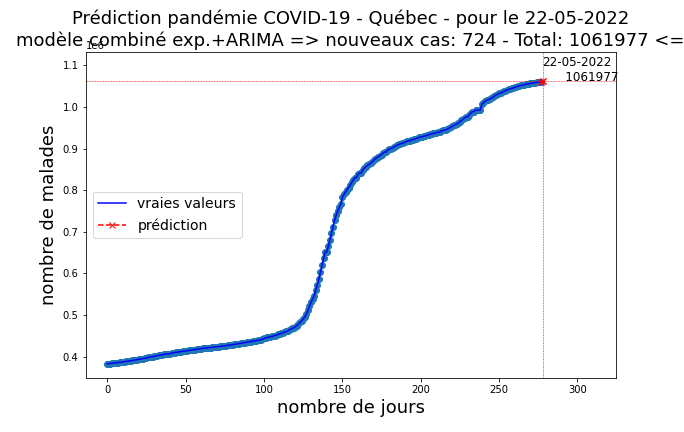 Prédiction pandémie COVID-19 - Québec - pour le 22-05-2022
modèle combiné exp.+ARIMA => nouveaux cas: 724 - Total: 1061977 <=
1e6
22-05-2022
1061977
1.1
1.0
0.9
0.8
0.7
0.6
0.5
0.4
nombre de malades
vraies valeurs
prédiction
0 50 100 150 200 250 300
nombre de jours